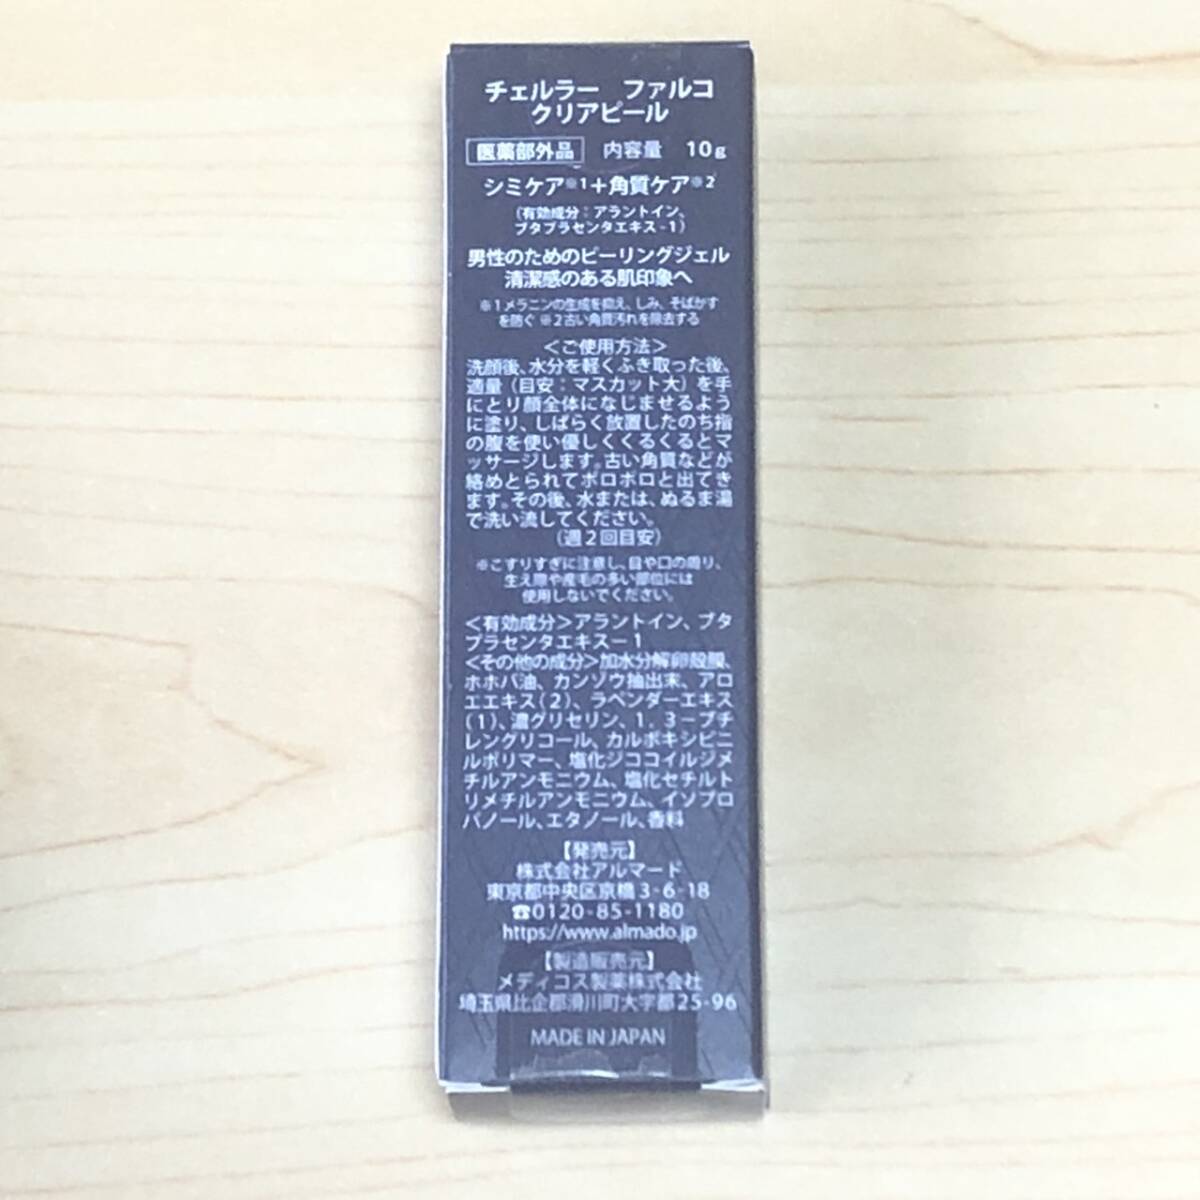 チェルラー　ファルコ
クリアピール
医薬部外品　内容量　10g
シミケア※1＋角質ケア※2
（有効成分：アラントイン、
ブタプラセンタエキス-1）
男性のためのピーリングジェル
清潔感のある肌印象へ
※1メラニンの生成を抑え、しみ、そばかす
を防ぐ ※2古い角質汚れを除去する
＜ご使用方法＞
洗顔後、水分を軽くふき取った後、
適量（目安：マスカット大）を手
にとり顔全体になじませるよう
に塗り、しばらく放置したのち指
の腹を使い優しくくるくるとマ
ッサージします。古い角質などが
絡めとられてポロポロと出てきま
ます。その後、水または、ぬるま湯
で洗い流してください。
（週2回目安）
※こすりすぎに注意し、目や口の周り、
生え際や産毛の多い部位には
使用しないでください。
＜有効成分＞アラントイン、ブタ
プラセンタエキスー1
＜その他の成分＞加水分解卵殻膜、
ホホバ油、カンゾウ抽出末、アロ
エエキス(2)、ラベンダーエキス
(1)、濃グリセリン、1，3－ブチ
レングリコール、カルボキシビニ
ルポリマー、塩化ジココイルジメ
チルアンモニウム、塩化セチルト
リメチルアンモニウム、イソプロ
パノール、エタノール、香料
【発売元】
株式会社アルマード
東京都中央区京橋3-6-18
☎0120-85-1180
https://www.almado.jp
【製造販売元】
メディコス製薬株式会社
埼玉県比企郡滑川町大字都25-96
MADE IN JAPAN